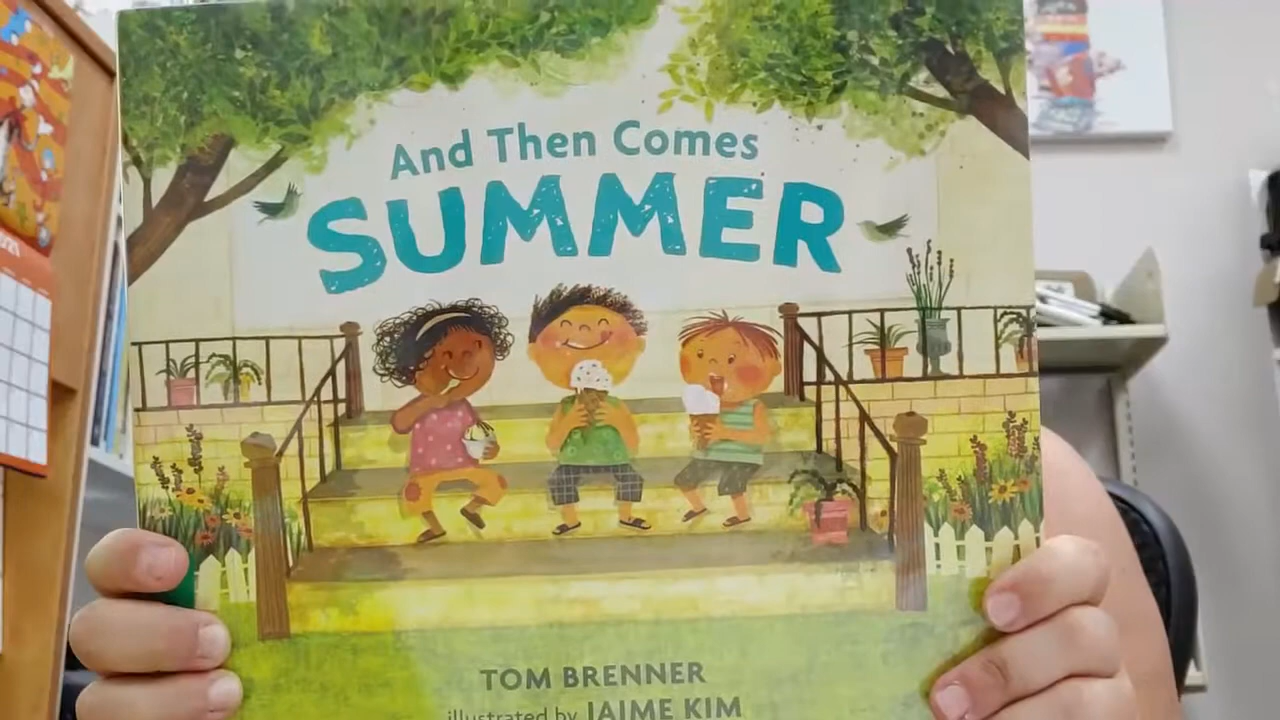 And Then Comes
SUMMER
TOM BRENNER
illustrated by JAIME KIM